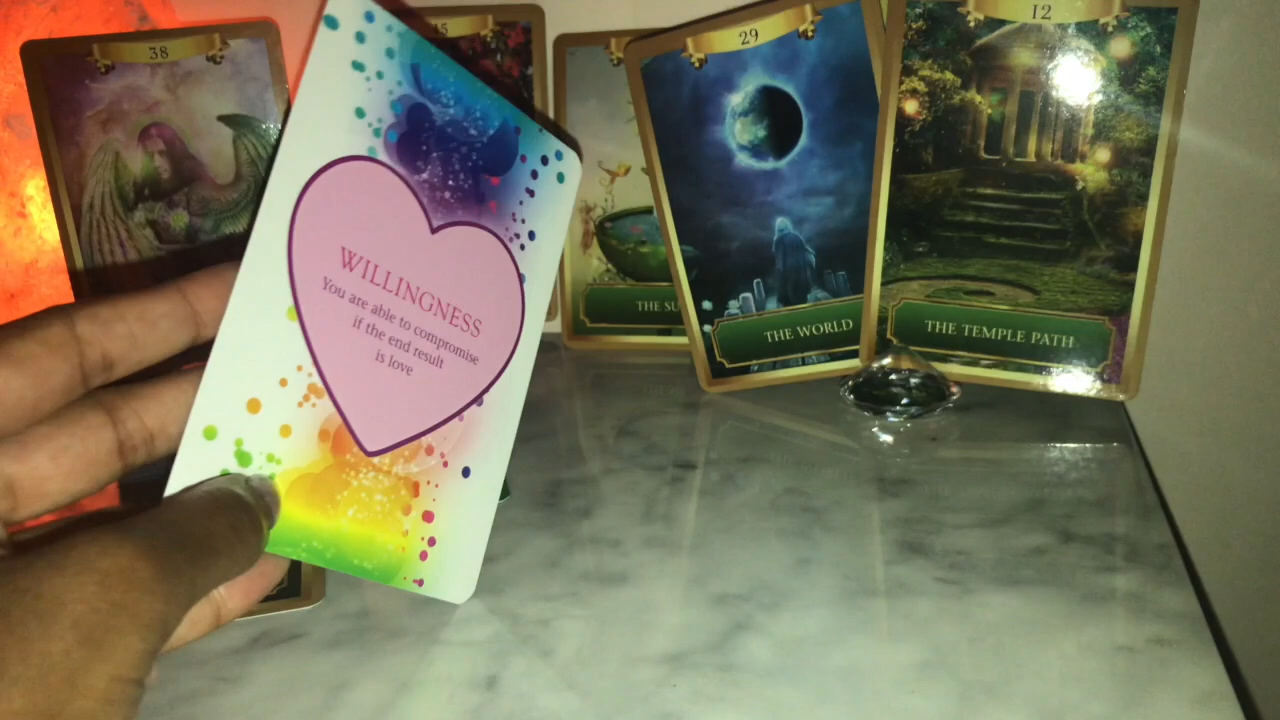 38
WILLINGNESS
You are able to compromise
if the end result
is love
29
THE WORLD
12
THE TEMPLE PATH